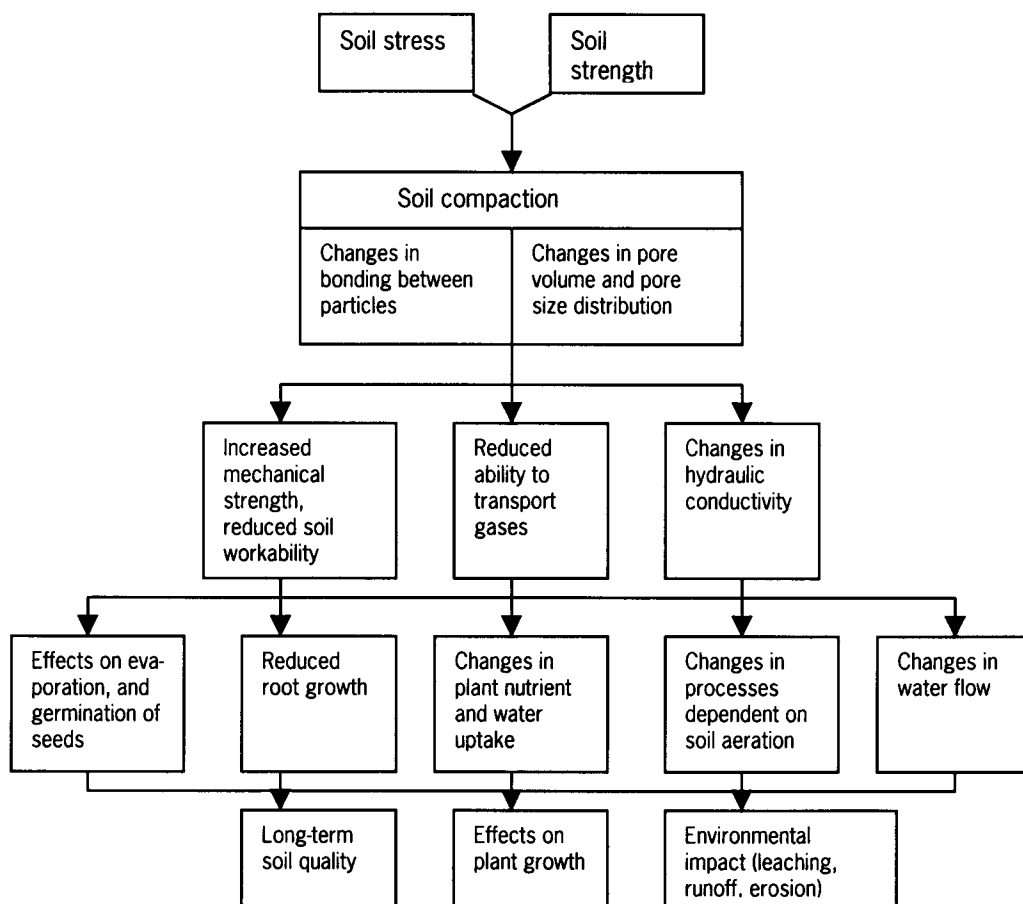 Soil stress
Soil
strength
Soil compaction
Changes in
bonding between
particles
Changes in pore
volume and pore
size distribution
Increased
mechanical
strength,
reduced soil
workability
Reduced
ability to
transport
gases
Changes in
hydraulic
conductivity
Effects on eva-
poration, and
germination of
seeds
Reduced
root growth
Changes in
plant nutrient
and water
uptake
Changes in
processes
dependent on
soil aeration
Changes in
water flow
Long-term
soil quality
Effects on
plant growth
Environmental
impact (leaching,
runoff, erosion)